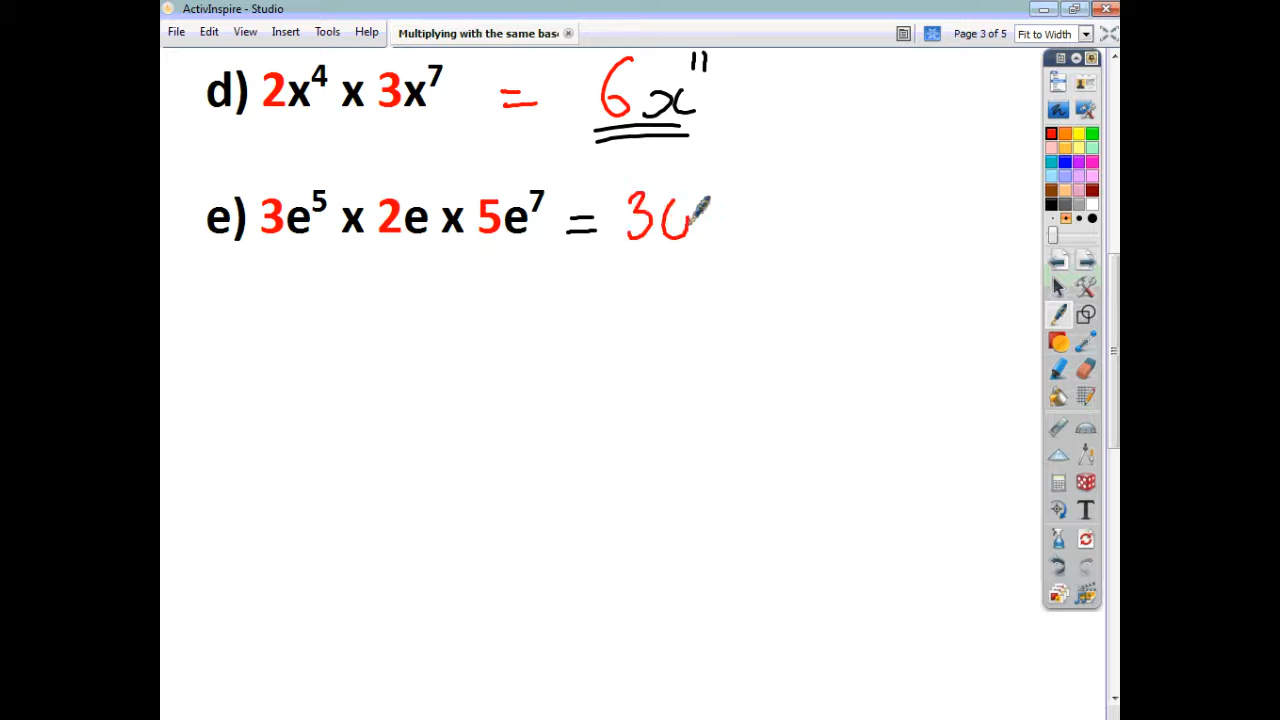 ActivInspire - Studio
File Edit View Insert Tools Help Multiplying with the same bas Page 3 of 5 Fit to Width
d) 2x⁴ x 3x⁷ = 6x¹¹
e) 3e⁵ x 2e x 5e⁷ = 30